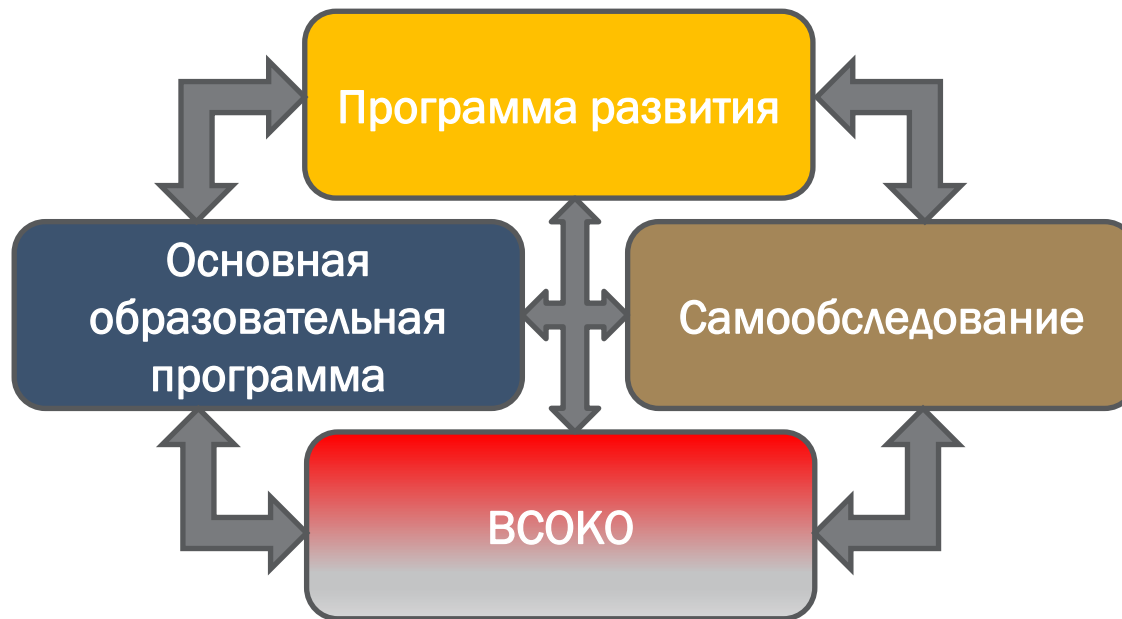 Программа развития
Основная
образовательная
программа
Самообследование
ВСОКО